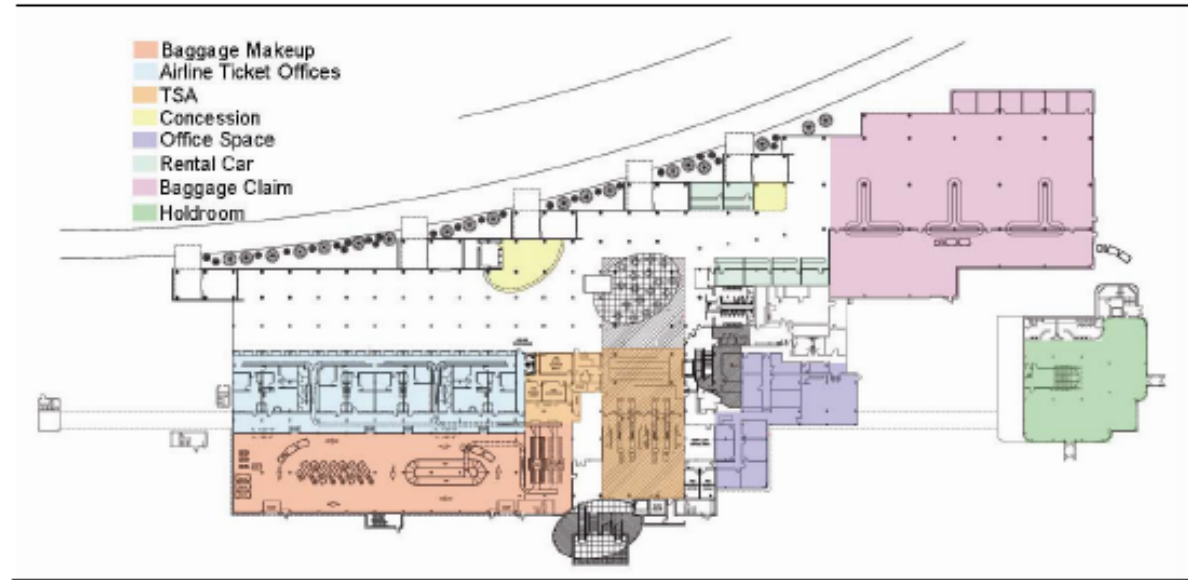 Baggage Makeup
Airline Ticket Offices
TSA
Concession
Office Space
Rental Car
Baggage Claim
Holdroom